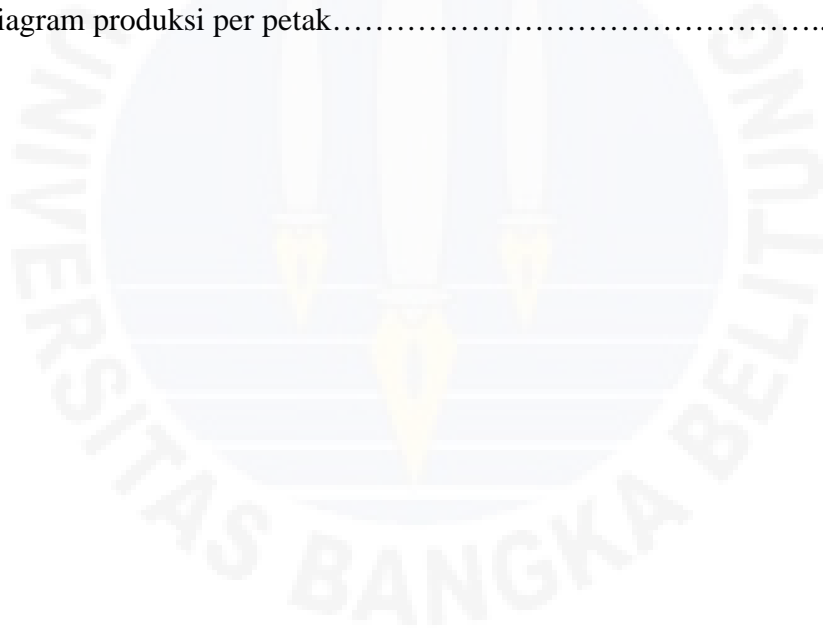 iagram produksi per petak…………………………………………..
UNIVERSITAS BANGKA BELITUNG